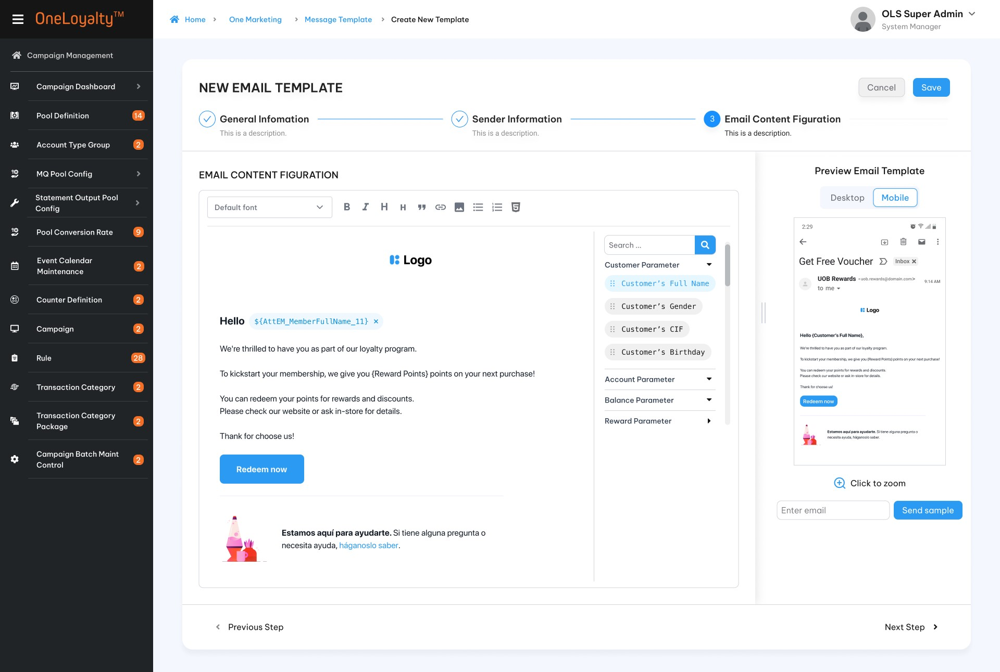 OneLoyalty™
Home
One Marketing
Message Template
Create New Template
OLS Super Admin
System Manager
Campaign Management
Campaign Dashboard
Pool Definition 14
Account Type Group 2
MQ Pool Config
Statement Output Pool
Config
Pool Conversion Rate 9
Event Calendar
Maintenance 2
Counter Definition 2
Campaign 2
Rule 28
Transaction Category 2
Transaction Category
Package 2
Campaign Batch Maint
Control 2
NEW EMAIL TEMPLATE
Cancel
Save
General Infomation
This is a description.
Sender Information
This is a description.
3 Email Content Figuration
This is a description.
EMAIL CONTENT FIGURATION
Default font
B I H H
Logo
Hello ${AttEM_MemberFullName_11} ×
We're thrilled to have you as part of our loyalty program.
To kickstart your membership, we give you {Reward Points} points on your next purchase!
You can redeem your points for rewards and discounts.
Please check our website or ask in-store for details.
Thank for choose us!
Redeem now
Estamos aquí para ayudarte. Si tiene alguna pregunta o
necesita ayuda, háganoslo saber.
Search ...
Customer Parameter
Customer’s Full Name
Customer’s Gender
Customer’s CIF
Customer’s Birthday
Account Parameter
Balance Parameter
Reward Parameter
Preview Email Template
Desktop
Mobile
2:29
Get Free Voucher
Inbox ×
UOB Rewards <uob.rewards@domain.com>
9:14 AM
to me
Logo
Hello {Customer’s Full Name},
We're thrilled to have you as part of our loyalty program.
To kickstart your membership, we give you {Reward Points} points on your next purchase!
You can redeem your points for rewards and discounts.
Please check our website or ask in-store for details.
Thank for choose us!
Redeem now
Estamos aquí para ayudarte. Si tiene alguna pregunta o
necesita ayuda, háganoslo saber.
Click to zoom
Enter email
Send sample
Previous Step
Next Step